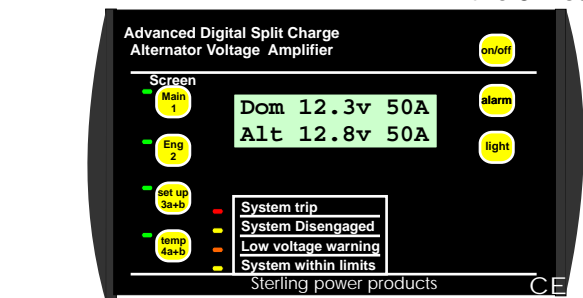 Advanced Digital Split Charge
Alternator Voltage Amplifier
on/off
Screen
Main
1
Dom 12.3v 50A
alarm
Alt 12.8v 50A
Eng
2
light
set up
3a+b
System trip
System Disengaged
temp
4a+b
Low voltage warning
System within limits
Sterling power products
CE